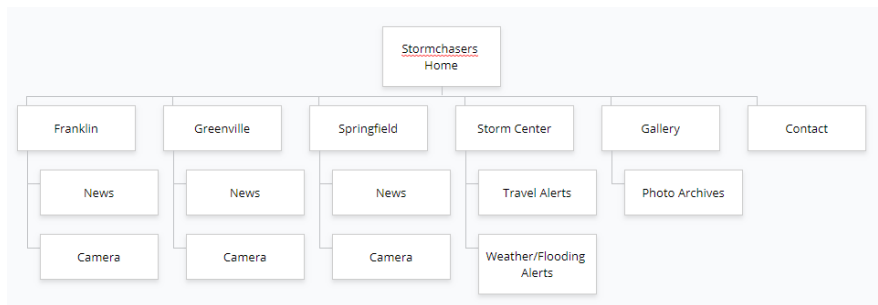 Stormchasers
Home
Franklin
Greenville
Springfield
Storm Center
Gallery
Contact
News
News
News
Travel Alerts
Photo Archives
Camera
Camera
Camera
Weather/Flooding
Alerts